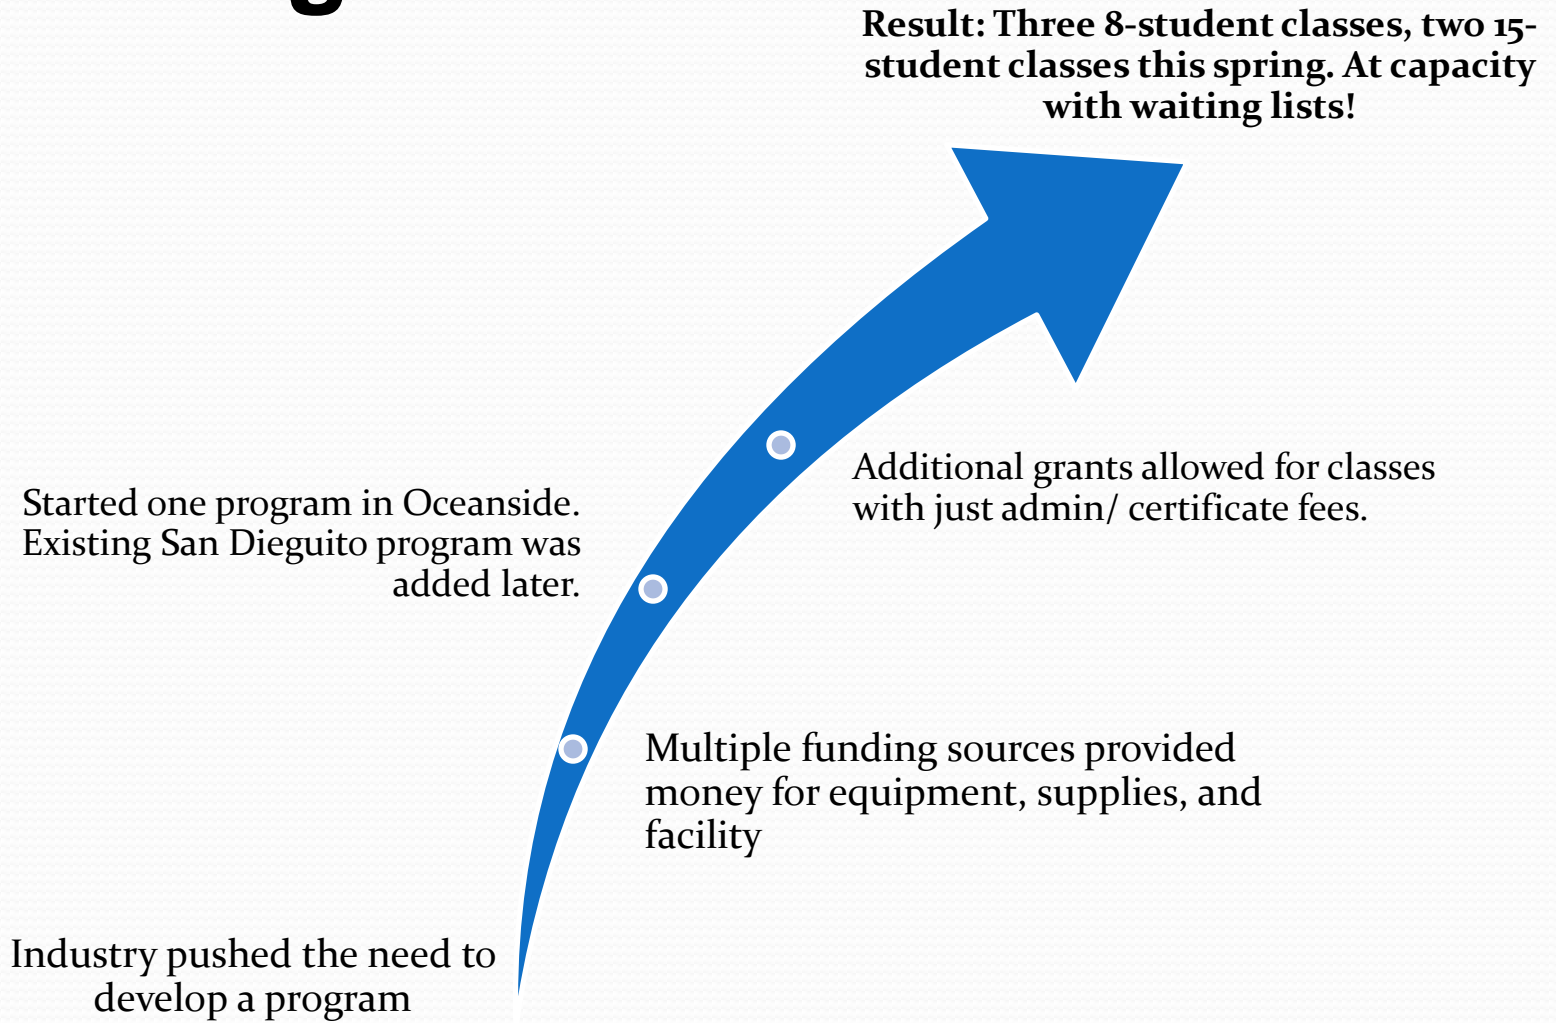 Result: Three 8-student classes, two 15-
student classes this spring. At capacity
with waiting lists!
Additional grants allowed for classes
with just admin/ certificate fees.
Started one program in Oceanside.
Existing San Dieguito program was
added later.
Multiple funding sources provided
money for equipment, supplies, and
facility
Industry pushed the need to
develop a program